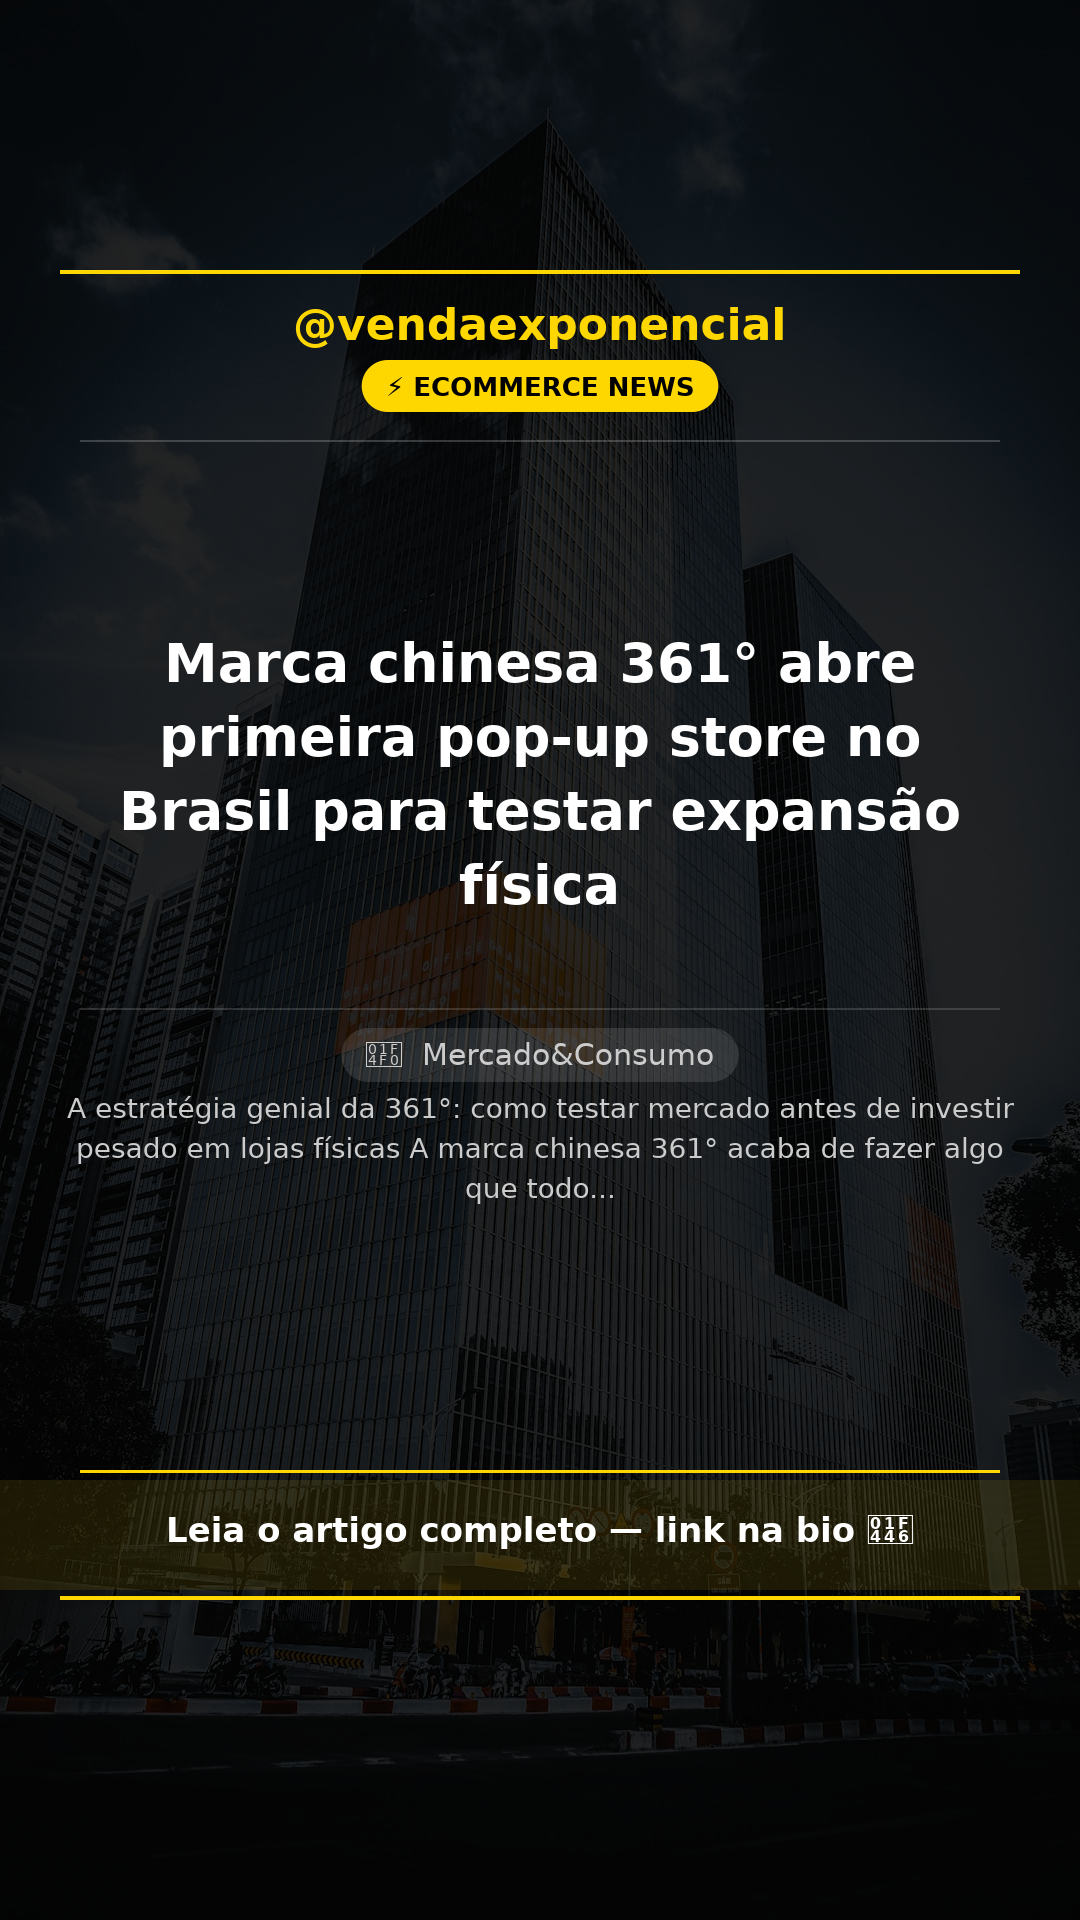 @vendaexponencial
⚡ ECOMMERCE NEWS
Marca chinesa 361° abre
primeira pop-up store no
Brasil para testar expansão
física
Mercado&Consumo
A estratégia genial da 361°: como testar mercado antes de investir
pesado em lojas físicas A marca chinesa 361° acaba de fazer algo
que todo...
Leia o artigo completo — link na bio